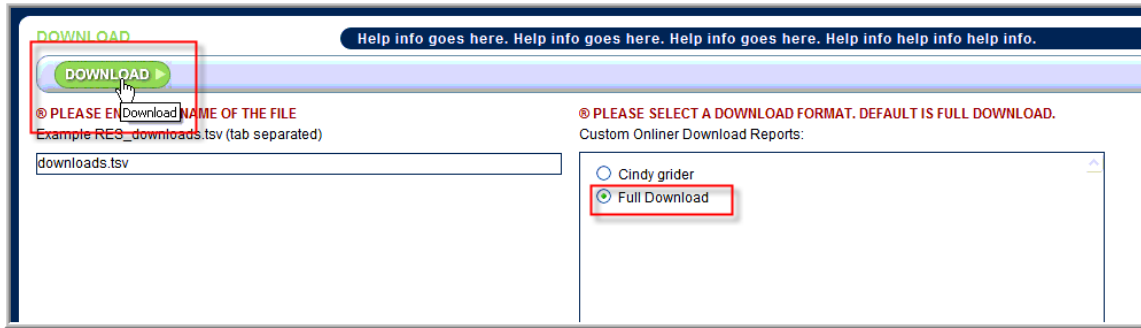 DOWNLOAD
Help info goes here. Help info goes here. Help info goes here. Help info help info help info.
DOWNLOAD
Download
® PLEASE EN NAME OF THE FILE
Example RES_downloads.tsv (tab separated)
downloads.tsv
® PLEASE SELECT A DOWNLOAD FORMAT. DEFAULT IS FULL DOWNLOAD.
Custom Onliner Download Reports:
Cindy grider
Full Download